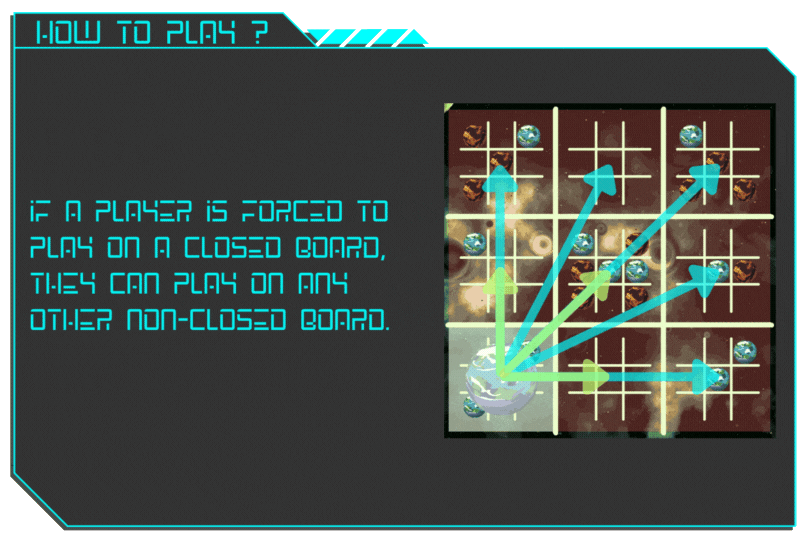 HOW TO PLAY ?
IF A PLAYER IS FORCED TO
PLAY ON A CLOSED BOARD,
THEY CAN PLAY ON ANY
OTHER NON-CLOSED BOARD.